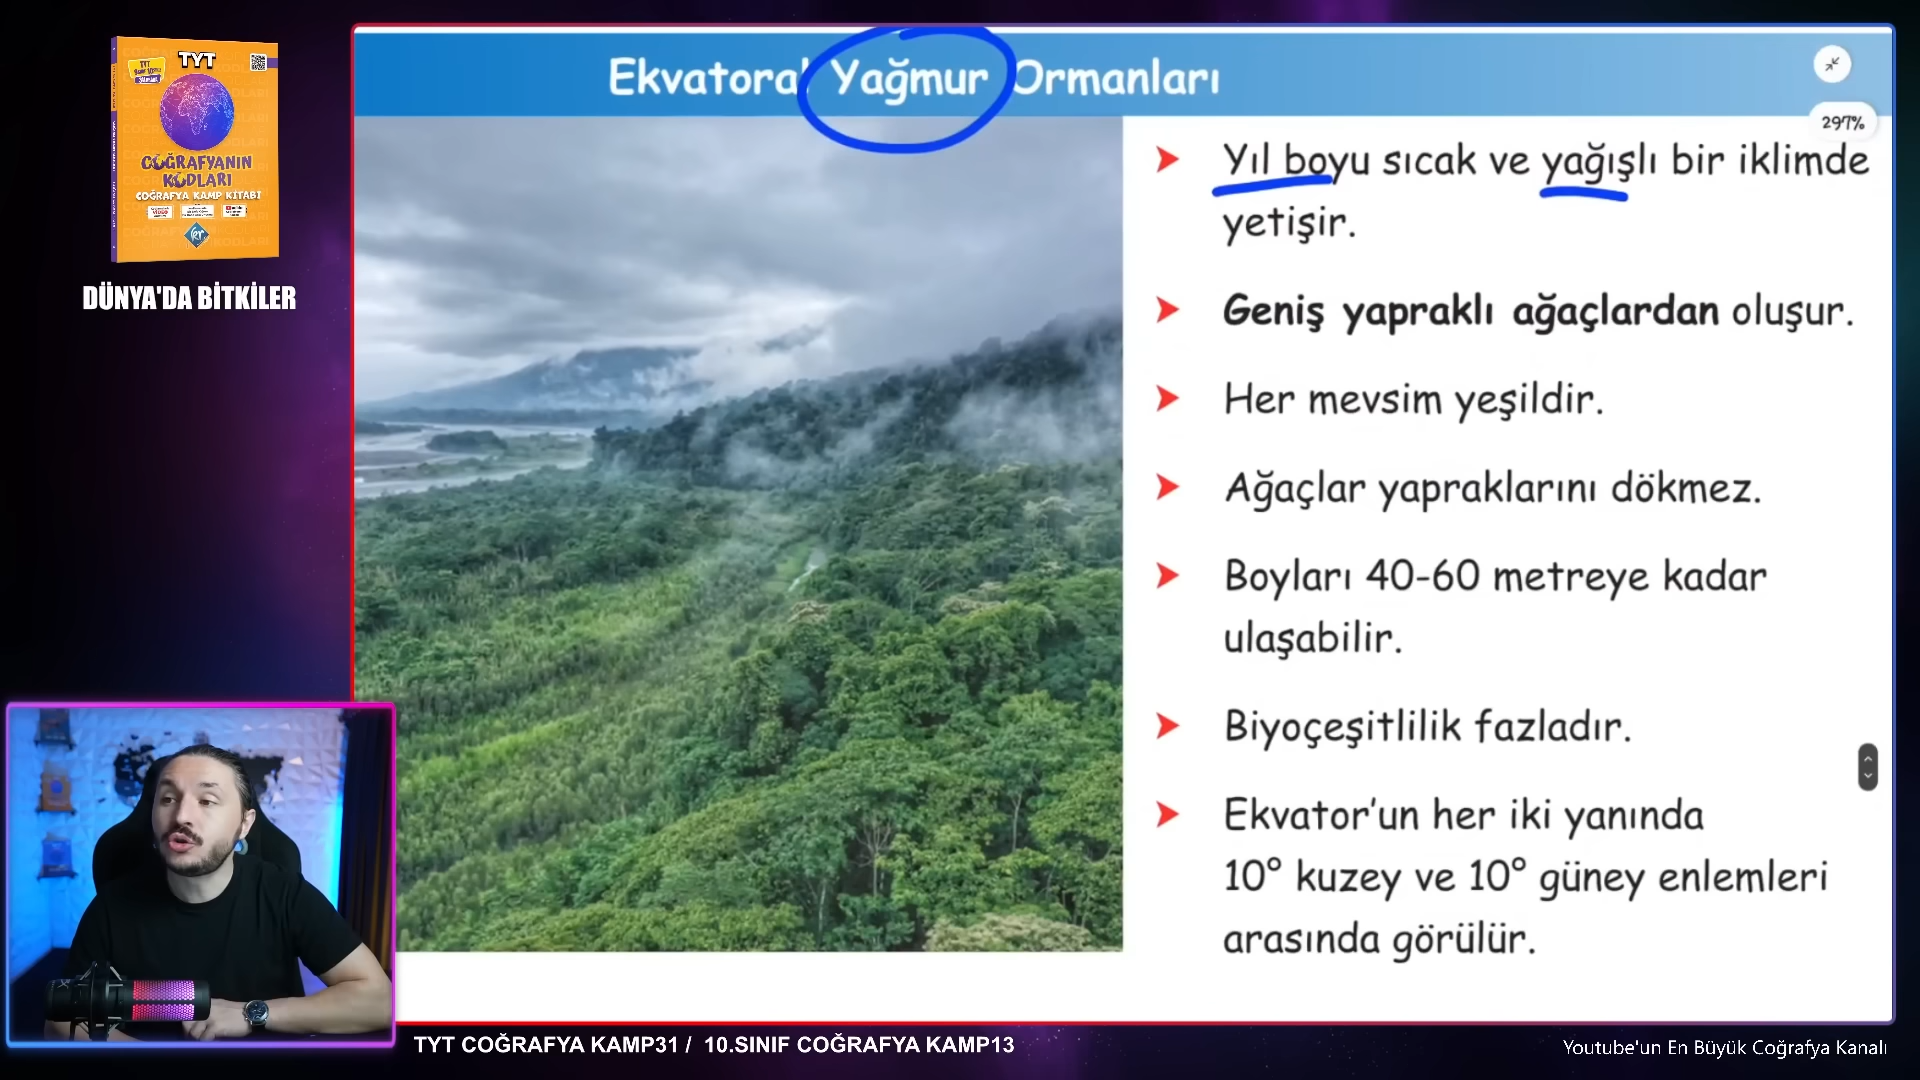 TYT
COĞRAFYANIN
KODLARI
COĞRAFYA KAMP KİTABI
DÜNYA'DA BİTKİLER
Ekvatoral Yağmur Ormanları
297%
Yıl boyu sıcak ve yağışlı bir iklimde
yetişir.
Geniş yapraklı ağaçlardan oluşur.
Her mevsim yeşildir.
Ağaçlar yapraklarını dökmez.
Boyları 40-60 metreye kadar
ulaşabilir.
Biyoçeşitlilik fazladır.
Ekvator'un her iki yanında
10° kuzey ve 10° güney enlemleri
arasında görülür.
TYT COĞRAFYA KAMP31 / 10.SINIF COĞRAFYA KAMP13
Youtube'un En Büyük Coğrafya Kanalı